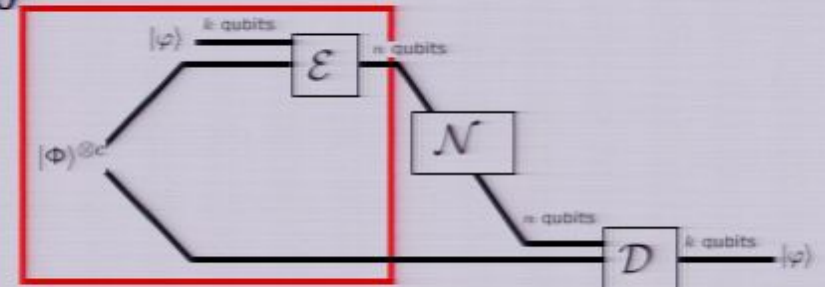 k qubits
|φ⟩
n qubits
ℰ
|Φ⟩⊗c
𝒩
n qubits
k qubits
𝒟
|φ⟩